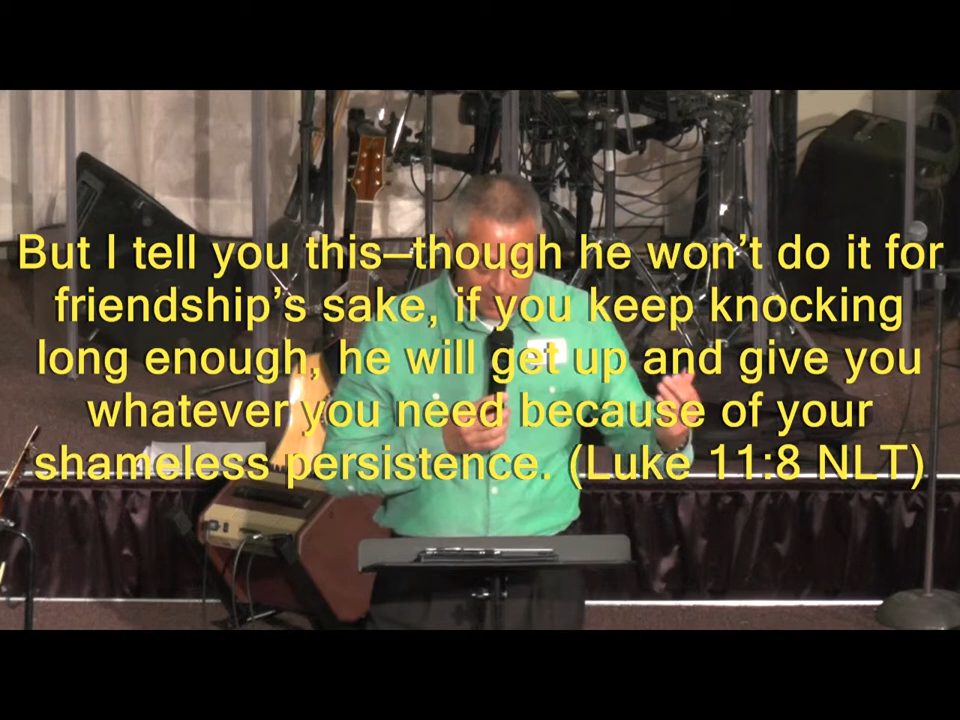 But I tell you this–though he won't do it for
friendship's sake, if you keep knocking
long enough, he will get up and give you
whatever you need because of your
shameless persistence. (Luke 11:8 NLT)